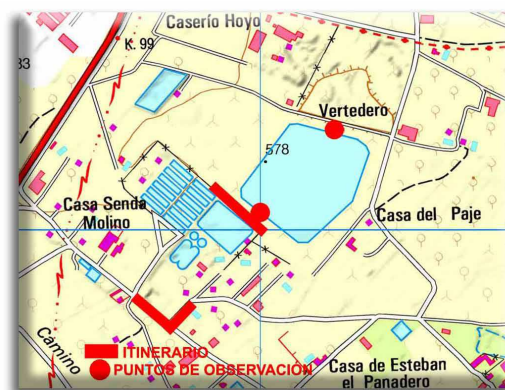 Caserío Hoyo
K. 99
33
Vertedero
578
Casa Senda
Molino
Casa del Paje
Camino
ITINERARIO
PUNTOS DE OBSERVACIÓN
Casa de Esteban
el Panadero